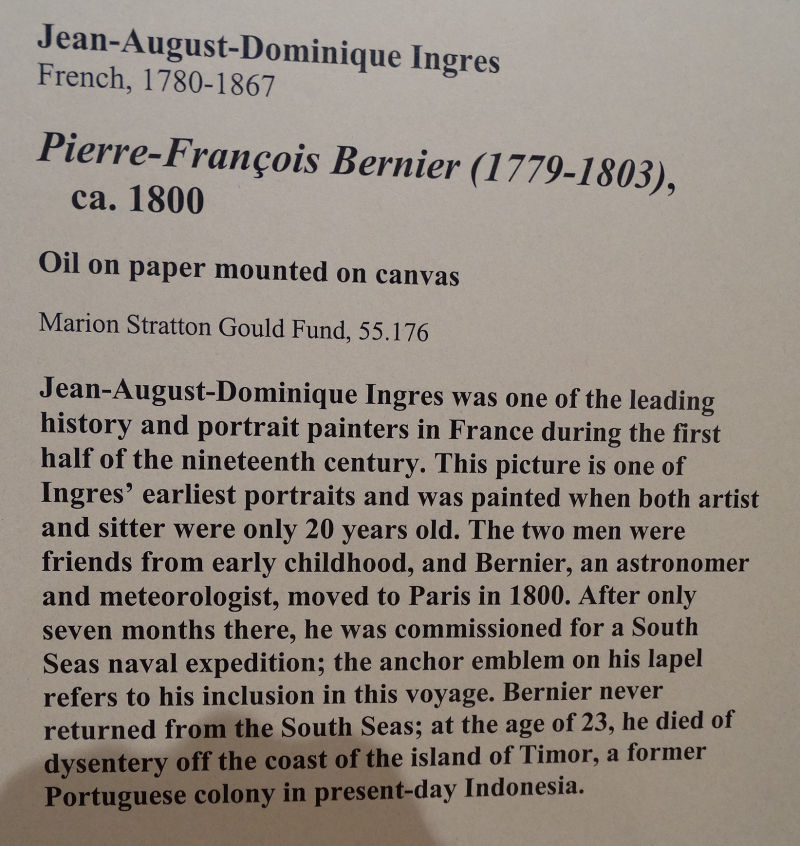 Jean-August-Dominique Ingres
French, 1780-1867
Pierre-François Bernier (1779-1803),
ca. 1800
Oil on paper mounted on canvas
Marion Stratton Gould Fund, 55.176
Jean-August-Dominique Ingres was one of the leading
history and portrait painters in France during the first
half of the nineteenth century. This picture is one of
Ingres’ earliest portraits and was painted when both artist
and sitter were only 20 years old. The two men were
friends from early childhood, and Bernier, an astronomer
and meteorologist, moved to Paris in 1800. After only
seven months there, he was commissioned for a South
Seas naval expedition; the anchor emblem on his lapel
refers to his inclusion in this voyage. Bernier never
returned from the South Seas; at the age of 23, he died of
dysentery off the coast of the island of Timor, a former
Portuguese colony in present-day Indonesia.